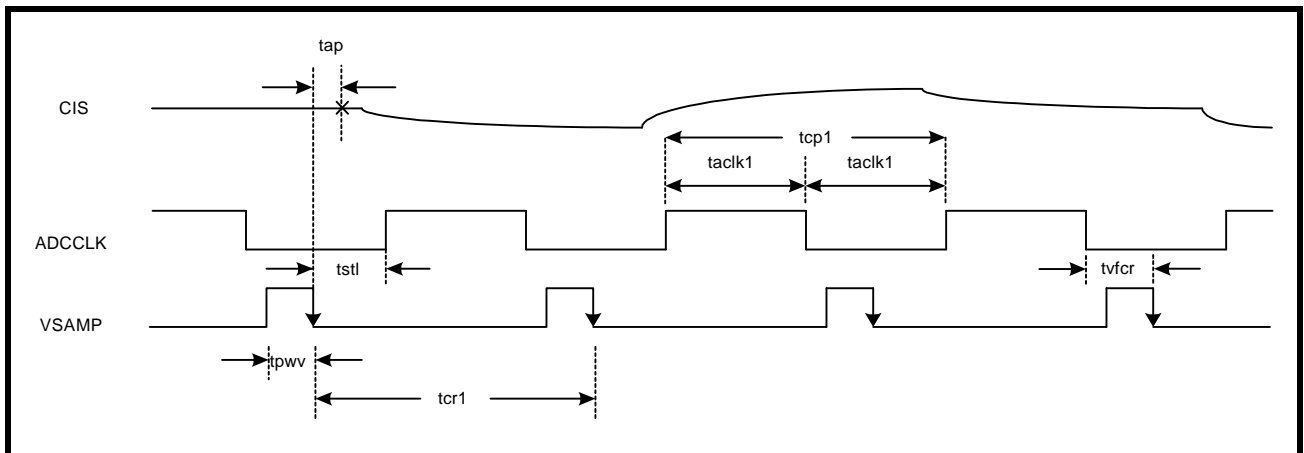 tap
CIS
tcp1
taclk1 taclk1
ADCCLK
tstl tvfcr
VSAMP
tpwv
tcr1